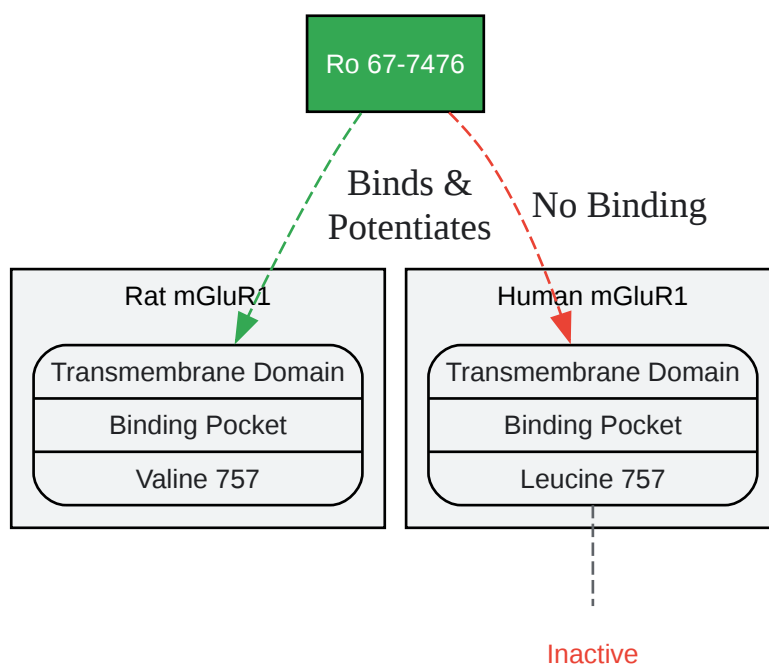 Ro 67-7476
Binds &
Potentiates
No Binding
Rat mGluR1
Transmembrane Domain
Binding Pocket
Valine 757
Human mGluR1
Transmembrane Domain
Binding Pocket
Leucine 757
Inactive